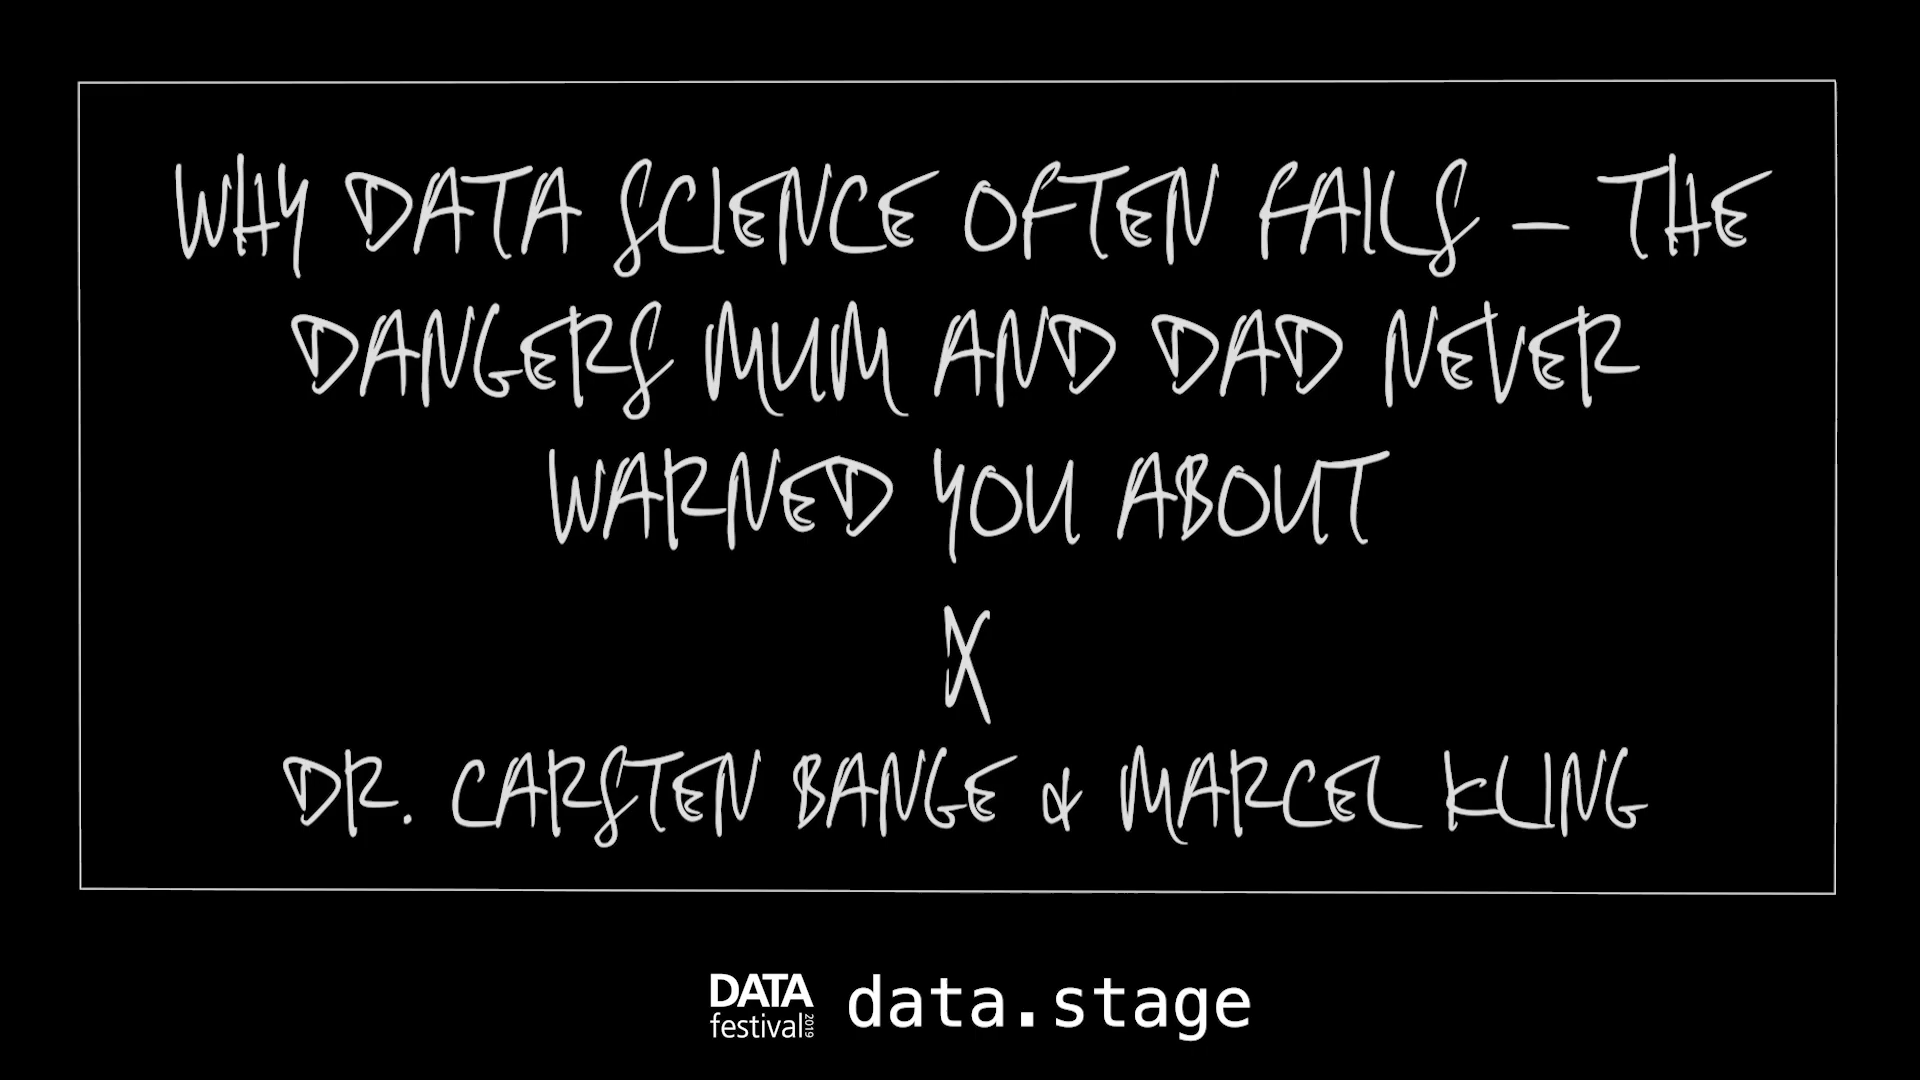 WHY DATA SCIENCE OFTEN FAILS – THE
DANGERS MUM AND DAD NEVER
WARNED YOU ABOUT
X
DR. CARSTEN BANGE & MARCEL KLING
DATA
festival 2019
data.stage